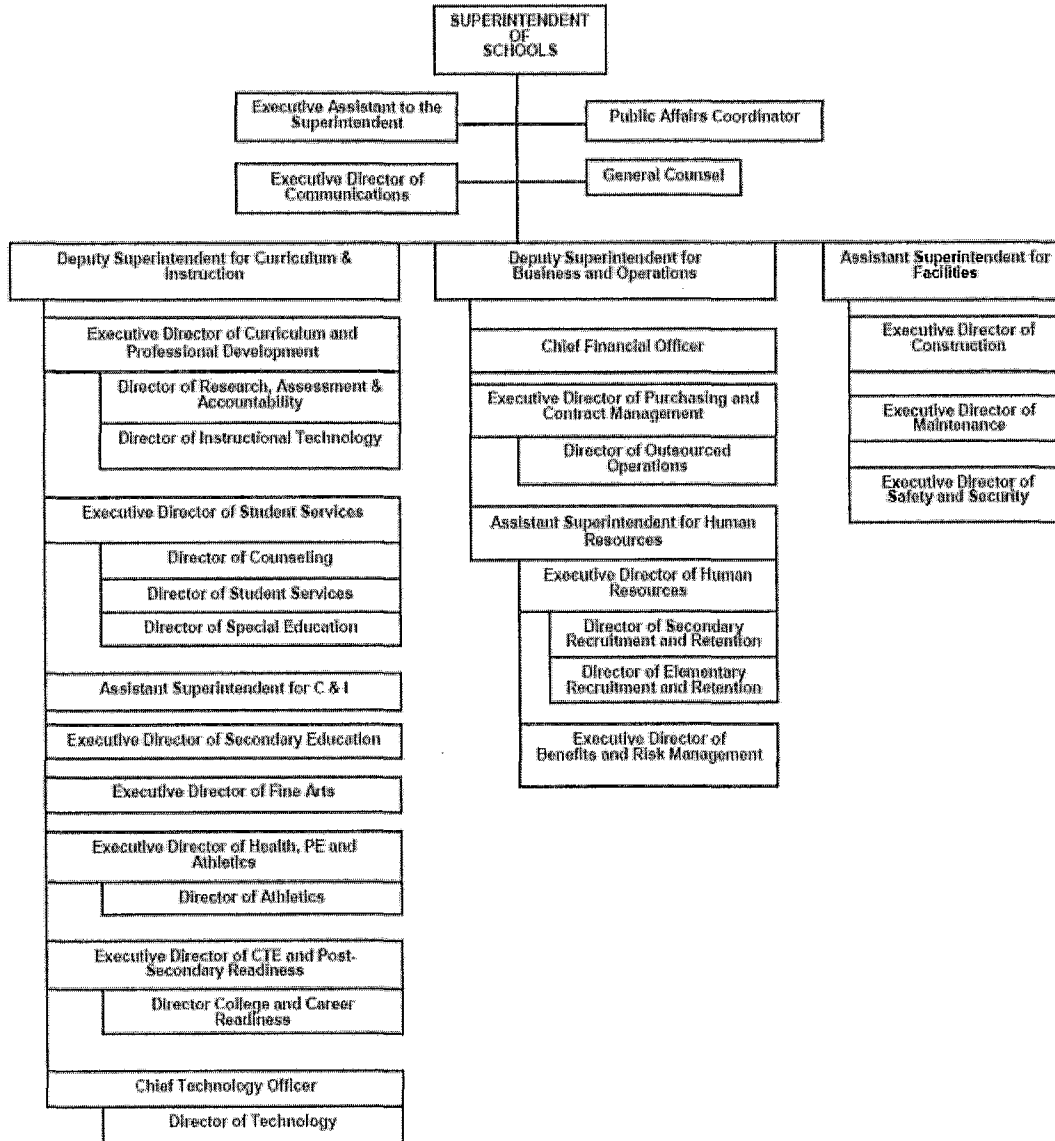 SUPERINTENDENT
OF
SCHOOLS
Executive Assistant to the
Superintendent
Public Affairs Coordinator
Executive Director of
Communications
General Counsel
Deputy Superintendent for Curriculum &
Instruction
Executive Director of Curriculum and
Professional Development
Director of Research, Assessment &
Accountability
Director of Instructional Technology
Executive Director of Student Services
Director of Counseling
Director of Student Services
Director of Special Education
Assistant Superintendent for C & I
Executive Director of Secondary Education
Executive Director of Fine Arts
Executive Director of Health, PE and
Athletics
Director of Athletics
Executive Director of CTE and Post-
Secondary Readiness
Director College and Career
Readiness
Chief Technology Officer
Director of Technology
Deputy Superintendent for
Business and Operations
Chief Financial Officer
Executive Director of Purchasing and
Contract Management
Director of Outsourced
Operations
Assistant Superintendent for Human
Resources
Executive Director of Human
Resources
Director of Secondary
Recruitment and Retention
Director of Elementary
Recruitment and Retention
Executive Director of
Benefits and Risk Management
Assistant Superintendent for
Facilities
Executive Director of
Construction
Executive Director of
Maintenance
Executive Director of
Safety and Security